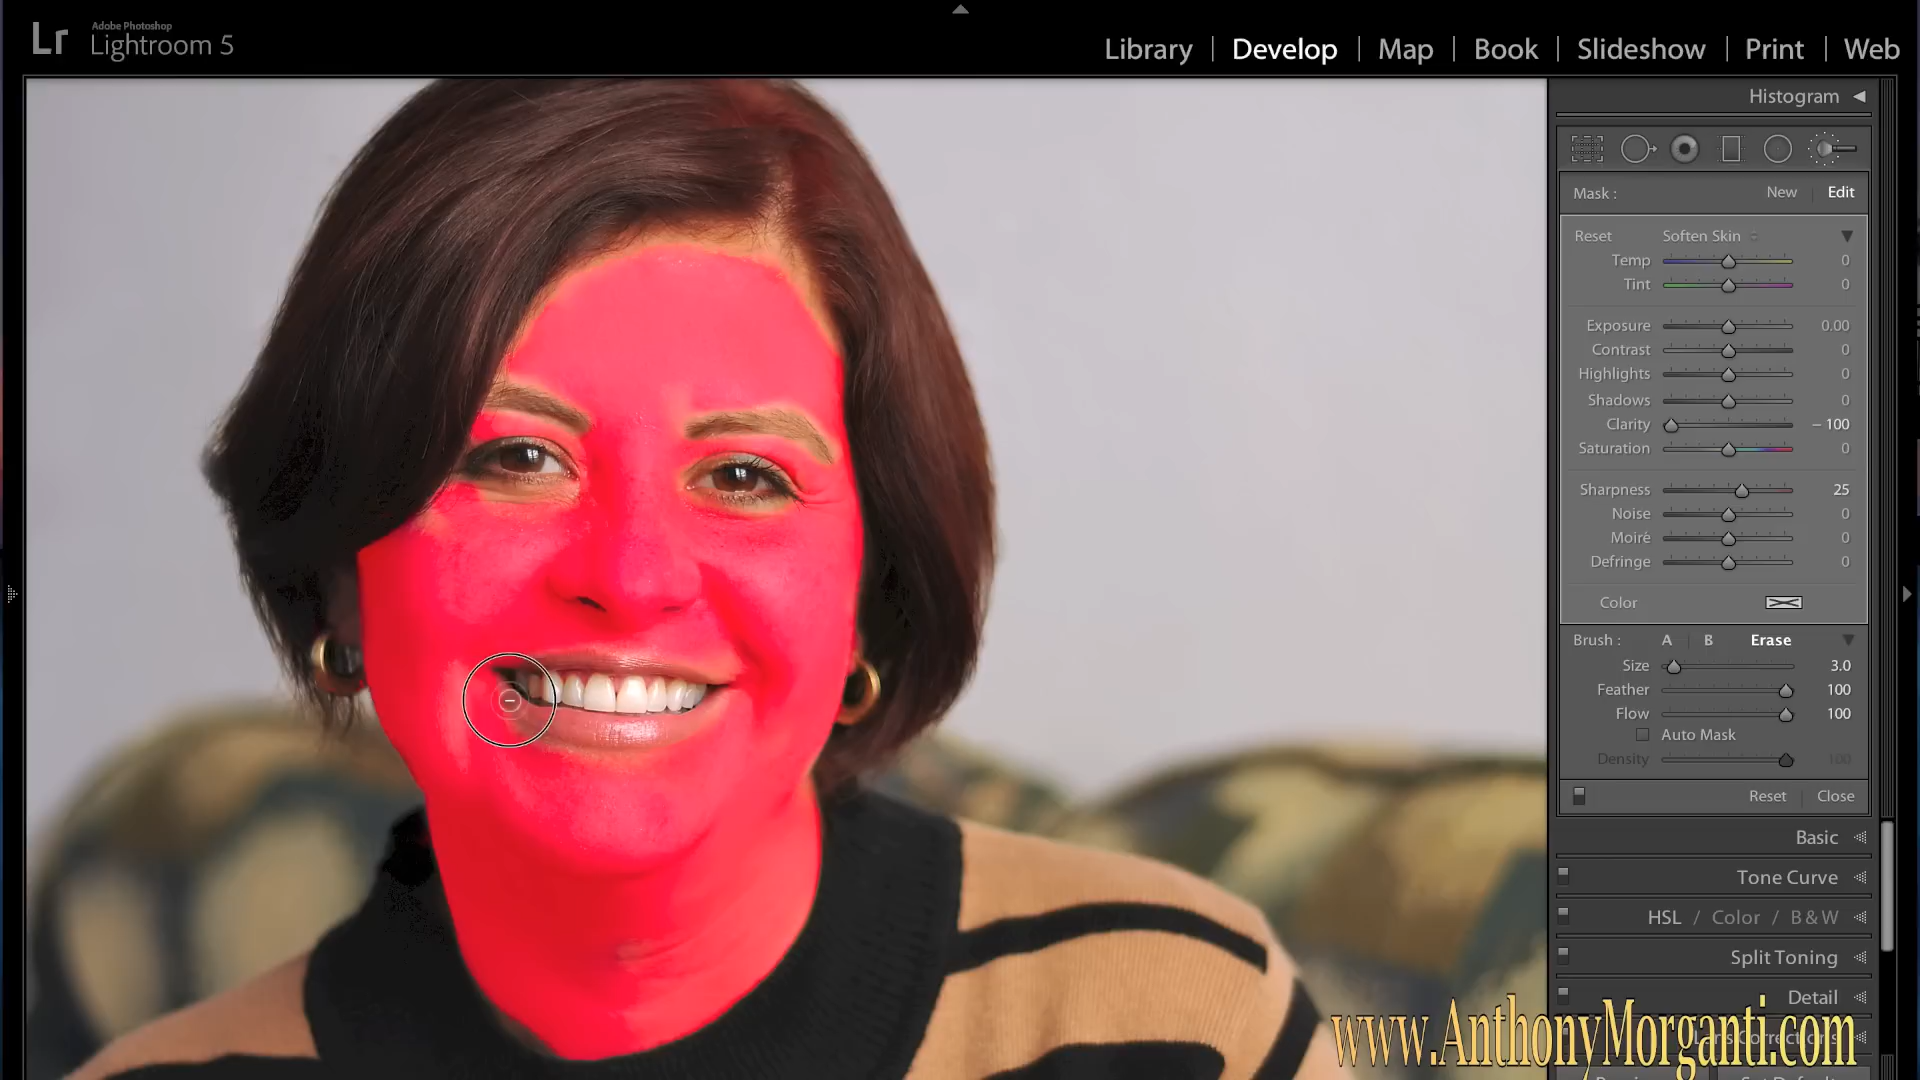 Lr Adobe Photoshop Lightroom 5
Library | Develop | Map | Book | Slideshow | Print | Web
Histogram
Mask : New | Edit
Reset Soften Skin
Temp 0
Tint 0
Exposure 0.00
Contrast 0
Highlights 0
Shadows 0
Clarity – 100
Saturation 0
Sharpness 25
Noise 0
Moiré 0
Defringe 0
Color
Brush : A | B Erase
Size 3.0
Feather 100
Flow 100
Auto Mask
Density 100
Reset | Close
Basic
Tone Curve
HSL / Color / B & W
Split Toning
Detail
www.AnthonyMorganti.com